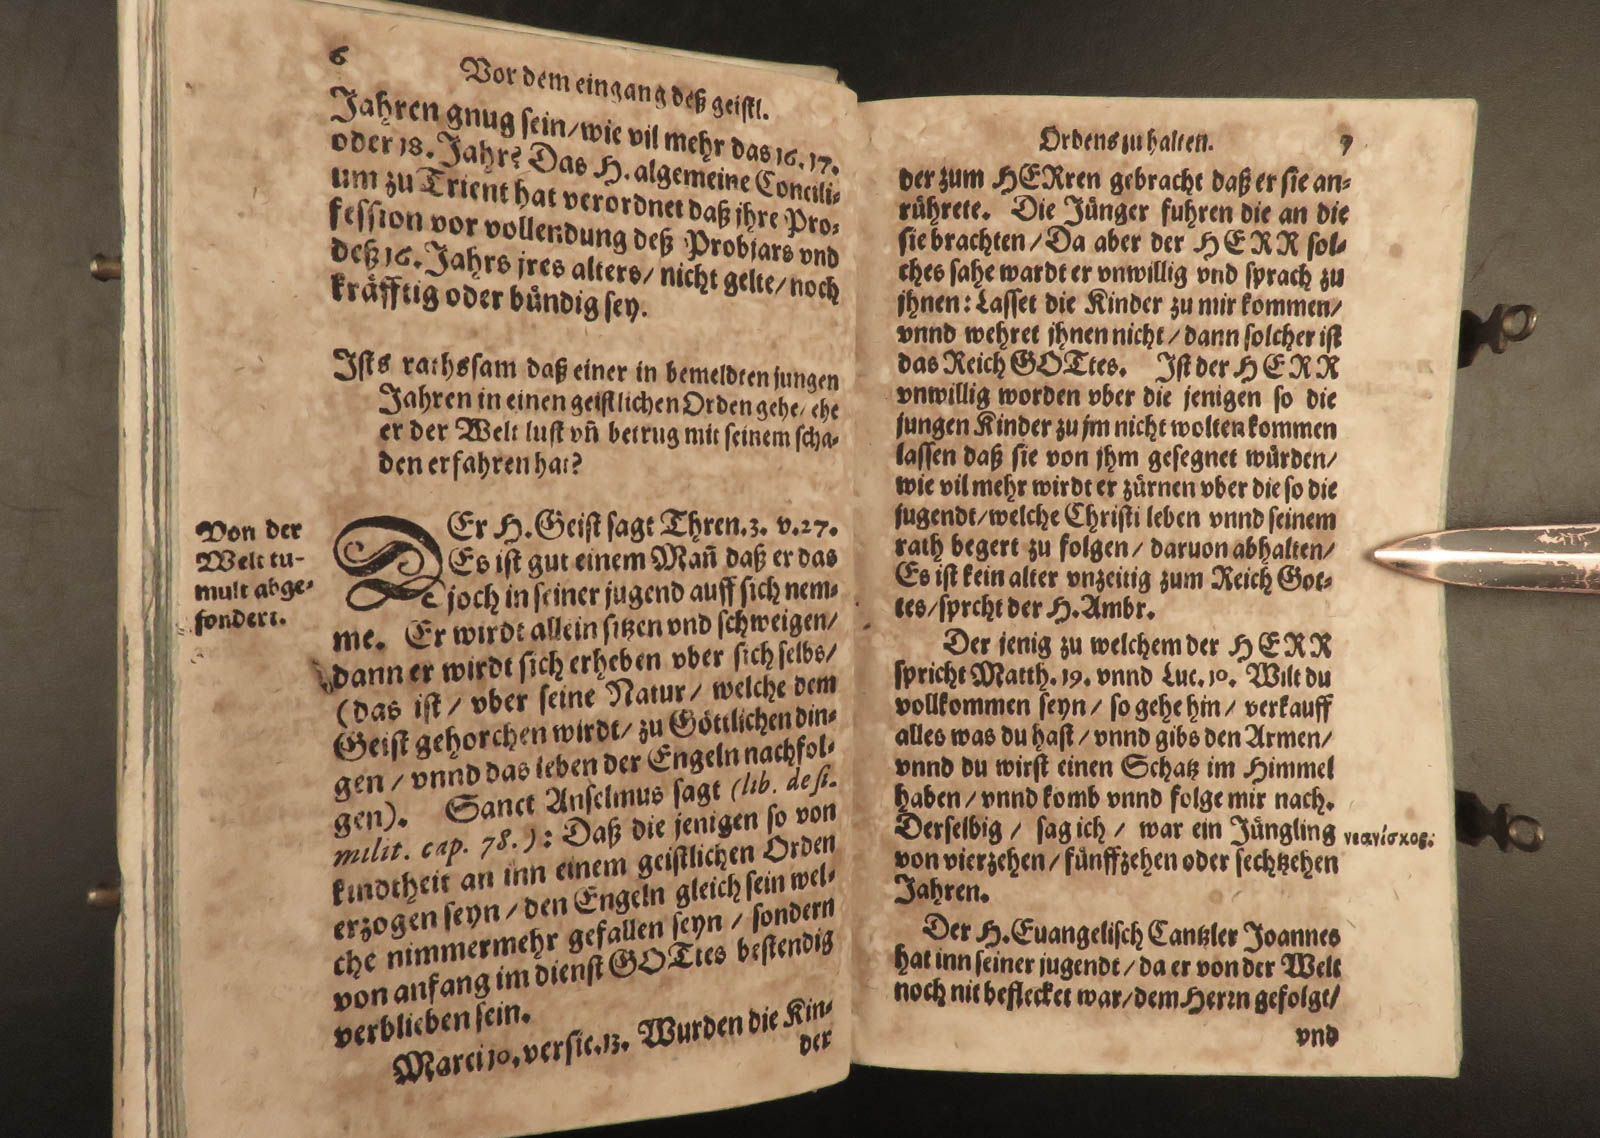 6
Vor dem eingang deß geistl.
Jahren gnug sein/wie vil mehr das 16. 17.
oder 18. Jahr? Das H. algemeine Concili-
um zu Trient hat verordnet daß jhre Pro-
fession vor vollendung deß Probjars vnd
deß 16. Jahrs jres alters/ nicht gelte/ noch
kräfftig oder bündig sey.
Ists rathssam daß einer in bemeldten jungen
Jahren in einen geistlichen Orden gehe/ ehe
er der Welt lust vñ betrug mit seinem scha-
den erfahren hat?
Von der
Welt tu-
mult abge-
sondert.
DEr H. Geist sagt Thren. 3. v. 27.
Es ist gut einem Mañ daß er das
joch in seiner jugend auff sich nem-
me. Er wirdt allein sitzen vnd schweigen/
dann er wirdt sich erheben vber sich selbs/
(das ist/ vber seine Natur/ welche dem
Geist gehorchen wirdt/ zu Göttlichen din-
gen/ vnnd das leben der Engeln nachfol-
gen). Sanct Anselmus sagt (lib. de si-
milit. cap. 78.): Daß die jenigen so von
kindtheit an inn einem geistlichen Orden
erzogen seyn/ den Engeln gleich sein wel-
che nimmermehr gefallen seyn/ sondern
von anfang im dienst GOTtes bestendig
verblieben sein.
Marci 10. versic. 13. Wurden die Kin-
der
Ordens zu halten.
7
der zum HERren gebracht daß er sie an-
rührete. Die Jünger fuhren die an die
sie brachten/ Da aber der HERR sol-
ches sahe wardt er vnwillig vnd sprach zu
jhnen: Lasset die Kinder zu mir kommen/
vnnd wehret jhnen nicht/ dann solcher ist
das Reich GOTtes. Ist der HERR
vnwillig worden vber die jenigen so die
jungen Kinder zu jm nicht wolten kommen
lassen daß sie von jhm gesegnet würden/
wie vil mehr wirdt er zürnen vber die so die
jugendt/welche Christi leben vnnd seinem
rath begert zu folgen/ daruon abhalten/
Es ist kein alter vnzeitig zum Reich Got-
tes/sprcht der H. Ambr.
Der jenig zu welchem der HERR
spricht Matth. 19. vnnd Luc. 10. Wilt du
vollkommen seyn/ so gehe hin/ verkauff
alles was du hast/ vnnd gibs den Armen/
vnnd du wirst einen Schatz im Himmel
haben/ vnnd komb vnnd folge mir nach.
Derselbig/ sag ich/ war ein Jüngling
νεανίσκος:
von vierzehen/ fünffzehen oder sechtzehen
Jahren.
Der H. Euangelisch Cantzler Joannes
hat inn seiner jugendt/ da er von der Welt
noch nit beflecket war/ dem Herrn gefolgt/
vnd